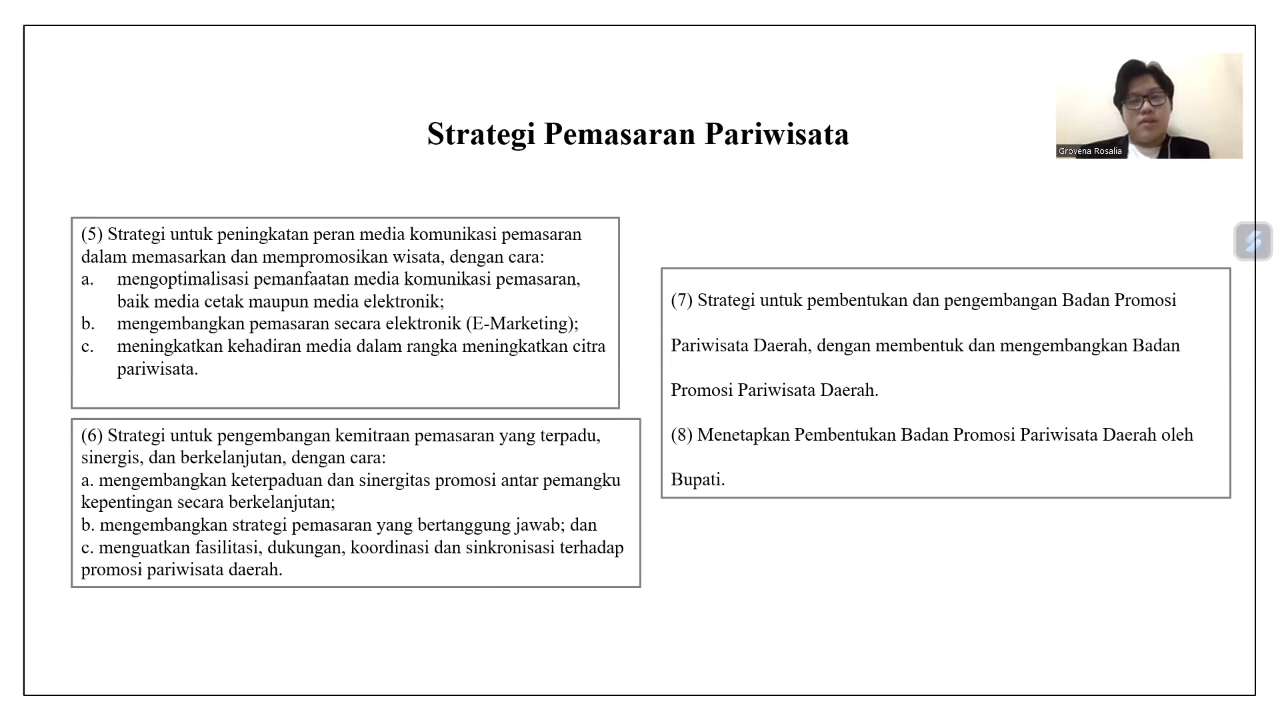 Strategi Pemasaran Pariwisata
Grovena Rosalia
(5) Strategi untuk peningkatan peran media komunikasi pemasaran
dalam memasarkan dan mempromosikan wisata, dengan cara:
a. mengoptimalisasi pemanfaatan media komunikasi pemasaran,
baik media cetak maupun media elektronik;
b. mengembangkan pemasaran secara elektronik (E-Marketing);
c. meningkatkan kehadiran media dalam rangka meningkatkan citra
pariwisata.
(6) Strategi untuk pengembangan kemitraan pemasaran yang terpadu,
sinergis, dan berkelanjutan, dengan cara:
a. mengembangkan keterpaduan dan sinergitas promosi antar pemangku
kepentingan secara berkelanjutan;
b. mengembangkan strategi pemasaran yang bertanggung jawab; dan
c. menguatkan fasilitasi, dukungan, koordinasi dan sinkronisasi terhadap
promosi pariwisata daerah.
(7) Strategi untuk pembentukan dan pengembangan Badan Promosi
Pariwisata Daerah, dengan membentuk dan mengembangkan Badan
Promosi Pariwisata Daerah.
(8) Menetapkan Pembentukan Badan Promosi Pariwisata Daerah oleh
Bupati.